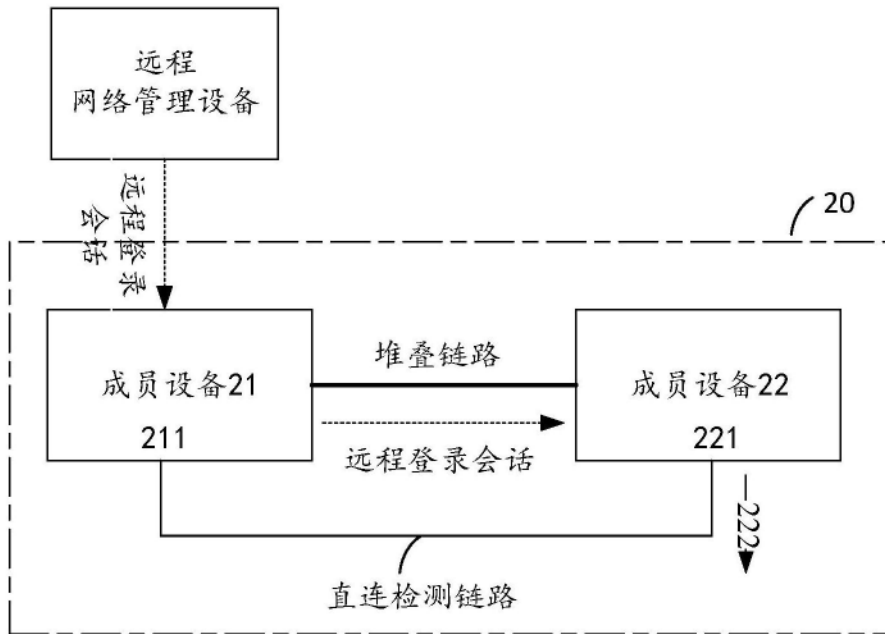 远程
网络管理设备
远程登录
会话
20
堆叠链路
成员设备21
成员设备22
211
221
远程登录会话
222
直连检测链路